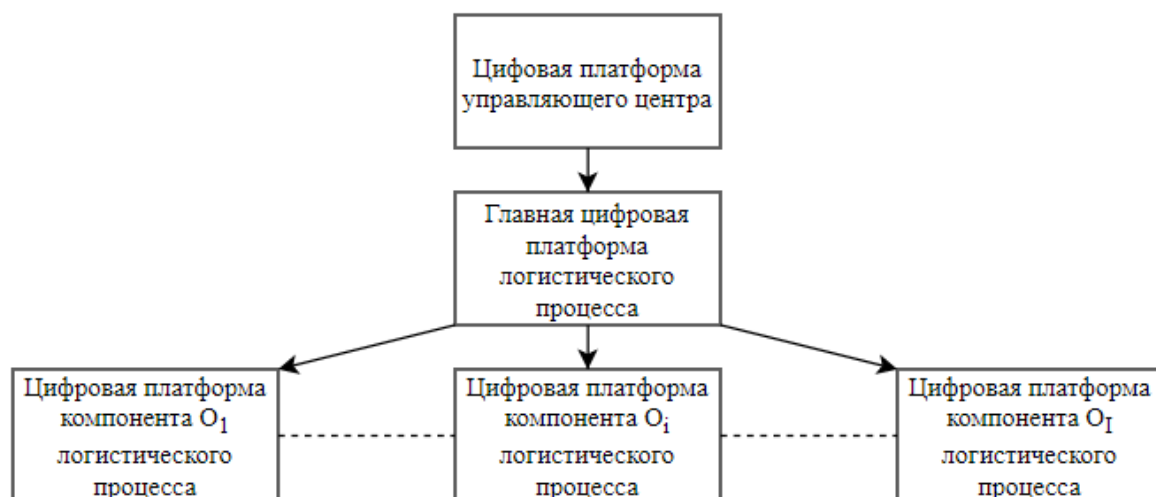 Цифовая платформа
управляющего центра
Главная цифровая
платформа
логистического
процесса
Цифровая платформа
компонента O₁
логистического
процесса
Цифровая платформа
компонента Oᵢ
логистического
процесса
Цифровая платформа
компонента O_I
логистического
процесса